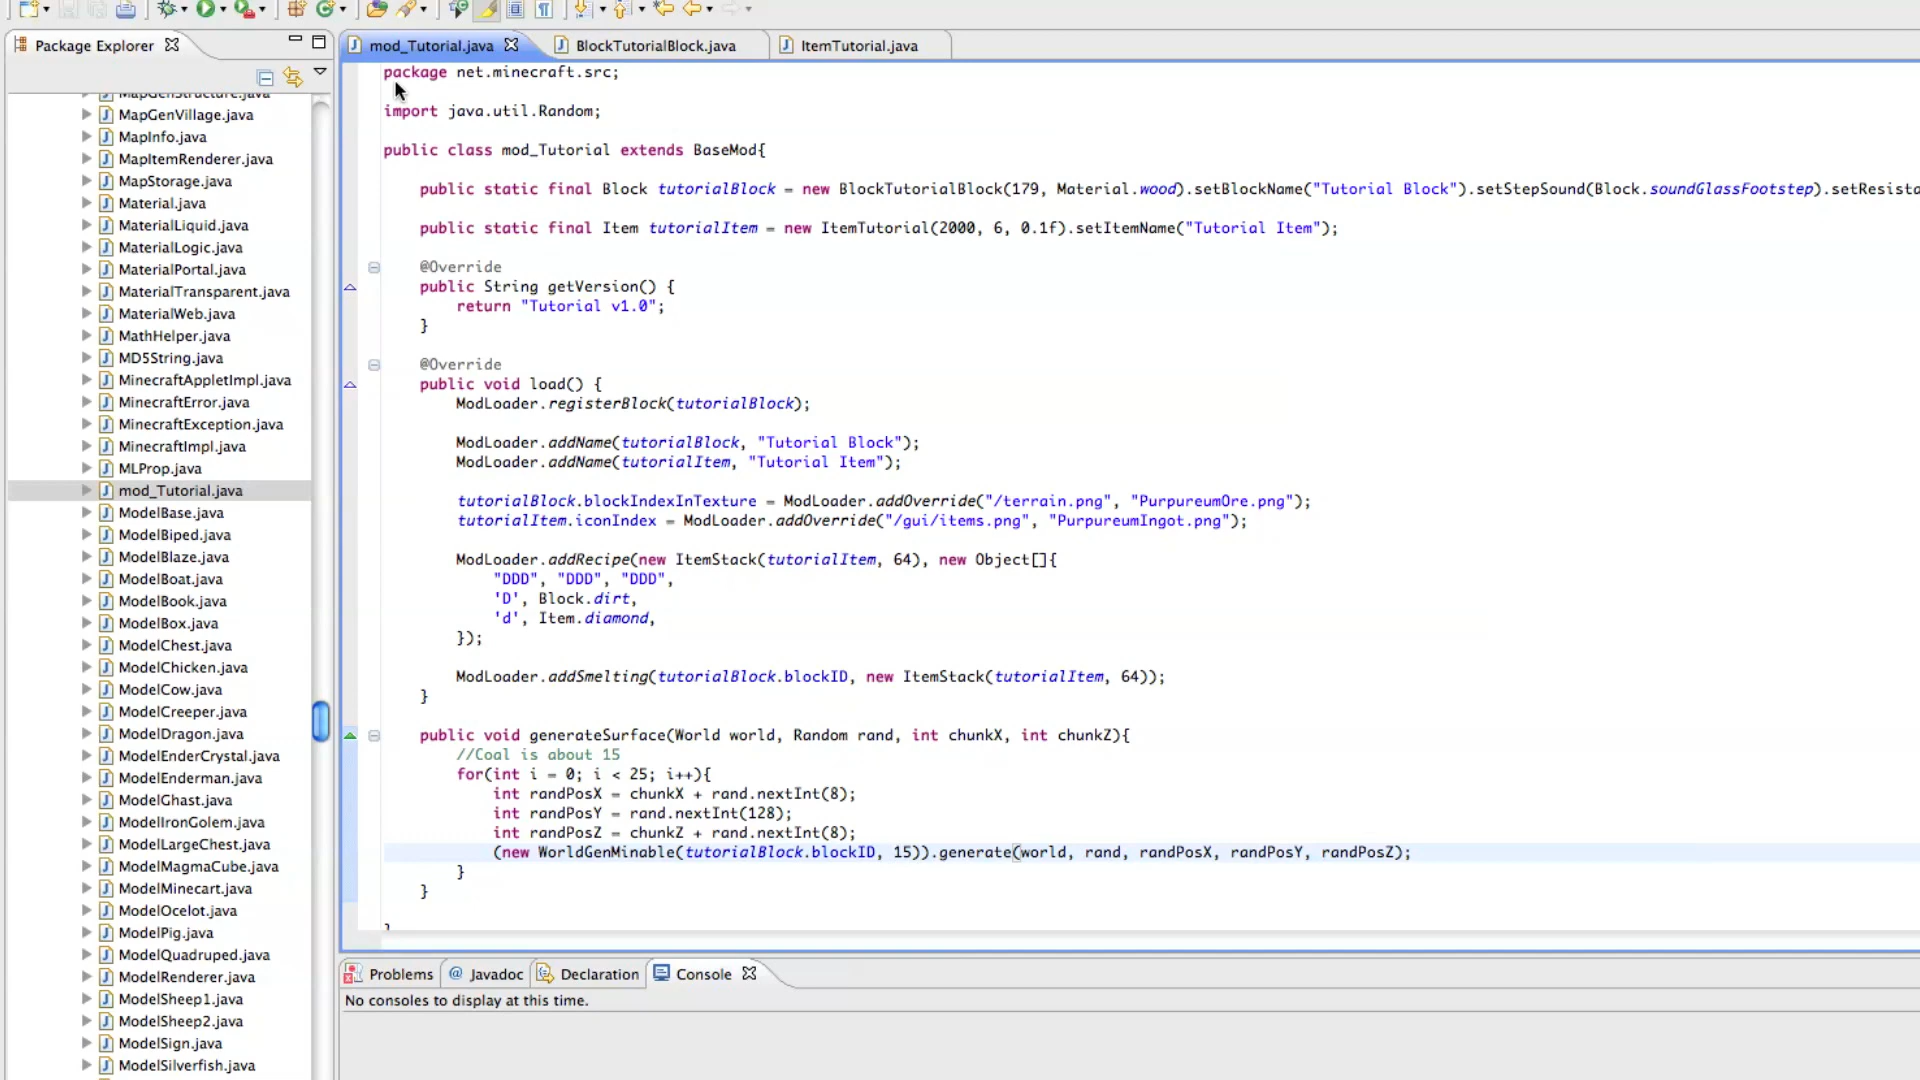 Package Explorer
MapGenStructure.java
MapGenVillage.java
MapInfo.java
MapItemRenderer.java
MapStorage.java
Material.java
MaterialLiquid.java
MaterialLogic.java
MaterialPortal.java
MaterialTransparent.java
MaterialWeb.java
MathHelper.java
MD5String.java
MinecraftAppletImpl.java
MinecraftError.java
MinecraftException.java
MinecraftImpl.java
MLProp.java
mod_Tutorial.java
ModelBase.java
ModelBiped.java
ModelBlaze.java
ModelBoat.java
ModelBook.java
ModelBox.java
ModelChest.java
ModelChicken.java
ModelCow.java
ModelCreeper.java
ModelDragon.java
ModelEnderCrystal.java
ModelEnderman.java
ModelGhast.java
ModelIronGolem.java
ModelLargeChest.java
ModelMagmaCube.java
ModelMinecart.java
ModelOcelot.java
ModelPig.java
ModelQuadruped.java
ModelRenderer.java
ModelSheep1.java
ModelSheep2.java
ModelSign.java
ModelSilverfish.java
mod_Tutorial.java BlockTutorialBlock.java ItemTutorial.java
package net.minecraft.src;
import java.util.Random;
public class mod_Tutorial extends BaseMod{
public static final Block tutorialBlock = new BlockTutorialBlock(179, Material.wood).setBlockName("Tutorial Block").setStepSound(Block.soundGlassFootstep).setResista
public static final Item tutorialItem = new ItemTutorial(2000, 6, 0.1f).setItemName("Tutorial Item");
@Override
public String getVersion() {
return "Tutorial v1.0";
}
@Override
public void load() {
ModLoader.registerBlock(tutorialBlock);
ModLoader.addName(tutorialBlock, "Tutorial Block");
ModLoader.addName(tutorialItem, "Tutorial Item");
tutorialBlock.blockIndexInTexture = ModLoader.addOverride("/terrain.png", "PurpureumOre.png");
tutorialItem.iconIndex = ModLoader.addOverride("/gui/items.png", "PurpureumIngot.png");
ModLoader.addRecipe(new ItemStack(tutorialItem, 64), new Object[]{
"DDD", "DDD", "DDD",
'D', Block.dirt,
'd', Item.diamond,
});
ModLoader.addSmelting(tutorialBlock.blockID, new ItemStack(tutorialItem, 64));
}
public void generateSurface(World world, Random rand, int chunkX, int chunkZ){
//Coal is about 15
for(int i = 0; i < 25; i++){
int randPosX = chunkX + rand.nextInt(8);
int randPosY = rand.nextInt(128);
int randPosZ = chunkZ + rand.nextInt(8);
(new WorldGenMinable(tutorialBlock.blockID, 15)).generate(world, rand, randPosX, randPosY, randPosZ);
}
}
}
Problems Javadoc Declaration Console
No consoles to display at this time.